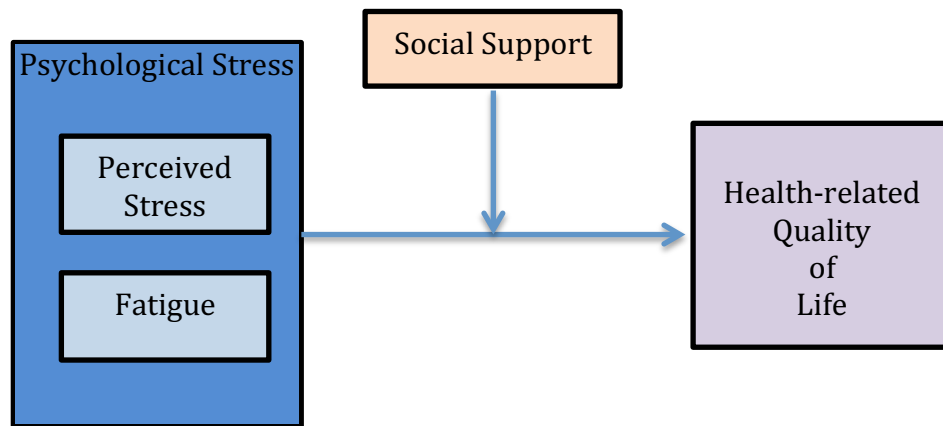 Psychological Stress
Perceived
Stress
Fatigue
Social Support
Health-related
Quality
of
Life